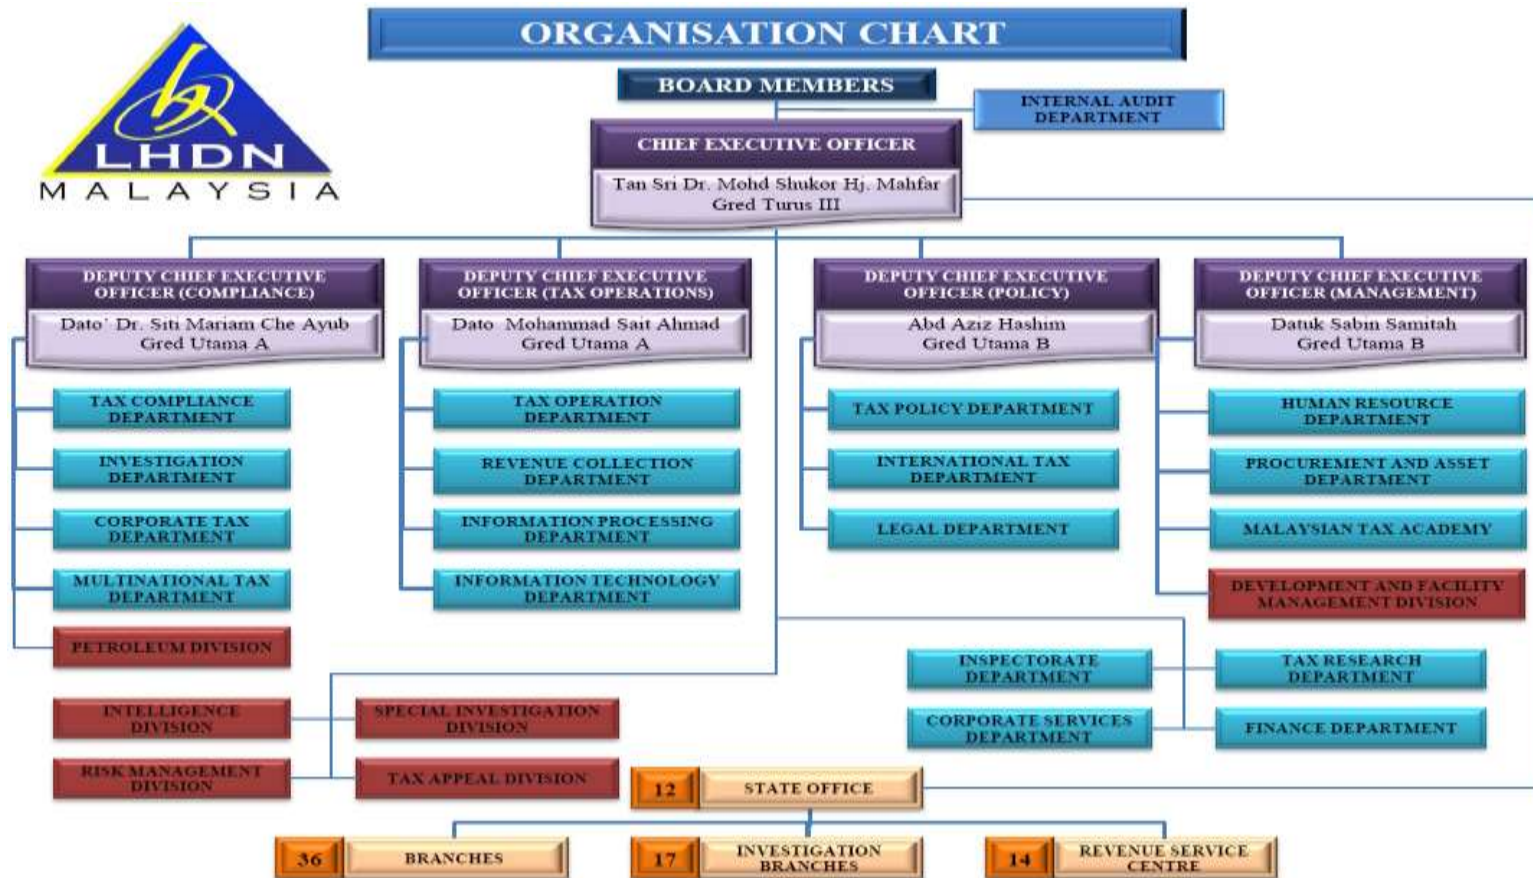 ORGANISATION CHART
LHDN
MALAYSIA
BOARD MEMBERS
INTERNAL AUDIT
DEPARTMENT
CHIEF EXECUTIVE OFFICER
Tan Sri Dr. Mohd Shukor Hj. Mahfar
Gred Turus III
DEPUTY CHIEF EXECUTIVE
OFFICER (COMPLIANCE)
Dato' Dr. Siti Mariam Che Ayub
Gred Utama A
DEPUTY CHIEF EXECUTIVE
OFFICER (TAX OPERATIONS)
Dato Mohammad Sait Ahmad
Gred Utama A
DEPUTY CHIEF EXECUTIVE
OFFICER (POLICY)
Abd Aziz Hashim
Gred Utama B
DEPUTY CHIEF EXECUTIVE
OFFICER (MANAGEMENT)
Datuk Sabin Samitah
Gred Utama B
TAX COMPLIANCE
DEPARTMENT
INVESTIGATION
DEPARTMENT
CORPORATE TAX
DEPARTMENT
MULTINATIONAL TAX
DEPARTMENT
PETROLEUM DIVISION
TAX OPERATION
DEPARTMENT
REVENUE COLLECTION
DEPARTMENT
INFORMATION PROCESSING
DEPARTMENT
INFORMATION TECHNOLOGY
DEPARTMENT
TAX POLICY DEPARTMENT
INTERNATIONAL TAX
DEPARTMENT
LEGAL DEPARTMENT
HUMAN RESOURCE
DEPARTMENT
PROCUREMENT AND ASSET
DEPARTMENT
MALAYSIAN TAX ACADEMY
DEVELOPMENT AND FACILITY
MANAGEMENT DIVISION
INTELLIGENCE
DIVISION
SPECIAL INVESTIGATION
DIVISION
RISK MANAGEMENT
DIVISION
TAX APPEAL DIVISION
INSPECTORATE
DEPARTMENT
TAX RESEARCH
DEPARTMENT
CORPORATE SERVICES
DEPARTMENT
FINANCE DEPARTMENT
12 STATE OFFICE
36 BRANCHES
17 INVESTIGATION
BRANCHES
14 REVENUE SERVICE
CENTRE